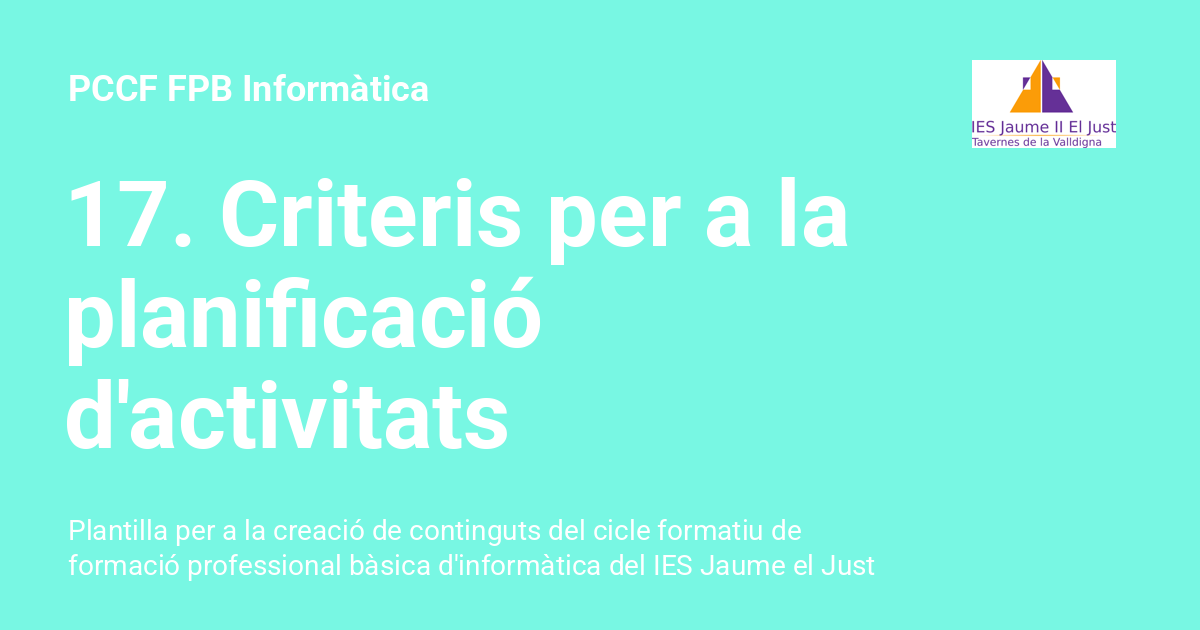 PCCF FPB Informàtica
IES Jaume II El Just
Tavernes de la Valldigna
17. Criteris per a la
planificació
d'activitats
Plantilla per a la creació de continguts del cicle formatiu de
formació professional bàsica d'informàtica del IES Jaume el Just